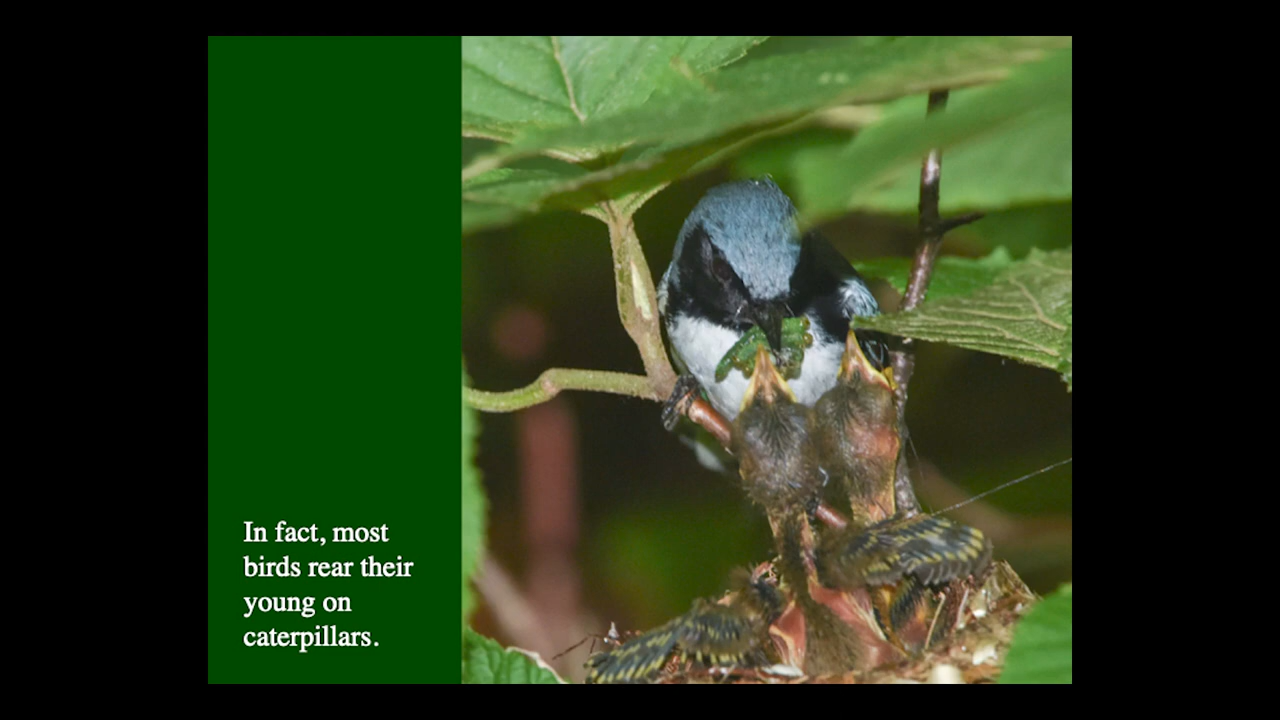 In fact, most
birds rear their
young on
caterpillars.